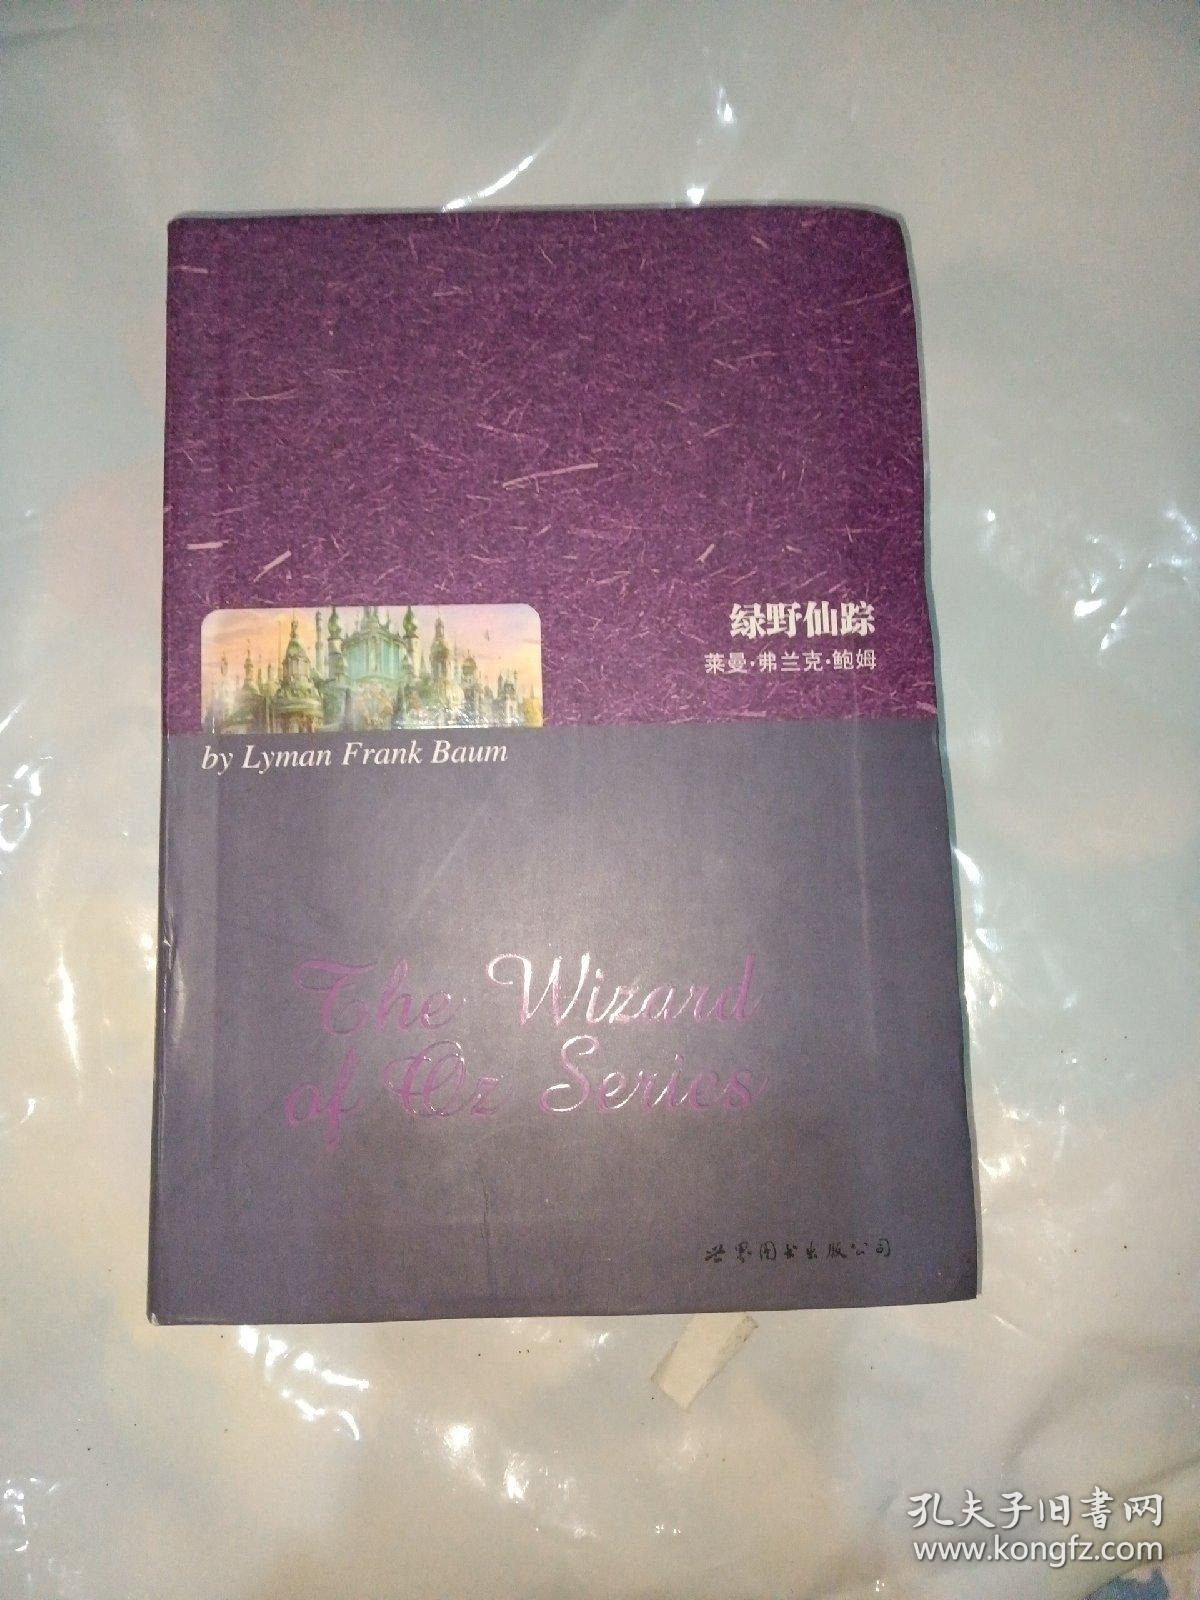 绿野仙踪
莱曼·弗兰克·鲍姆
by Lyman Frank Baum
The Wizard
of Oz Series
世界图书出版公司
孔夫子旧书网
www.kongfz.com